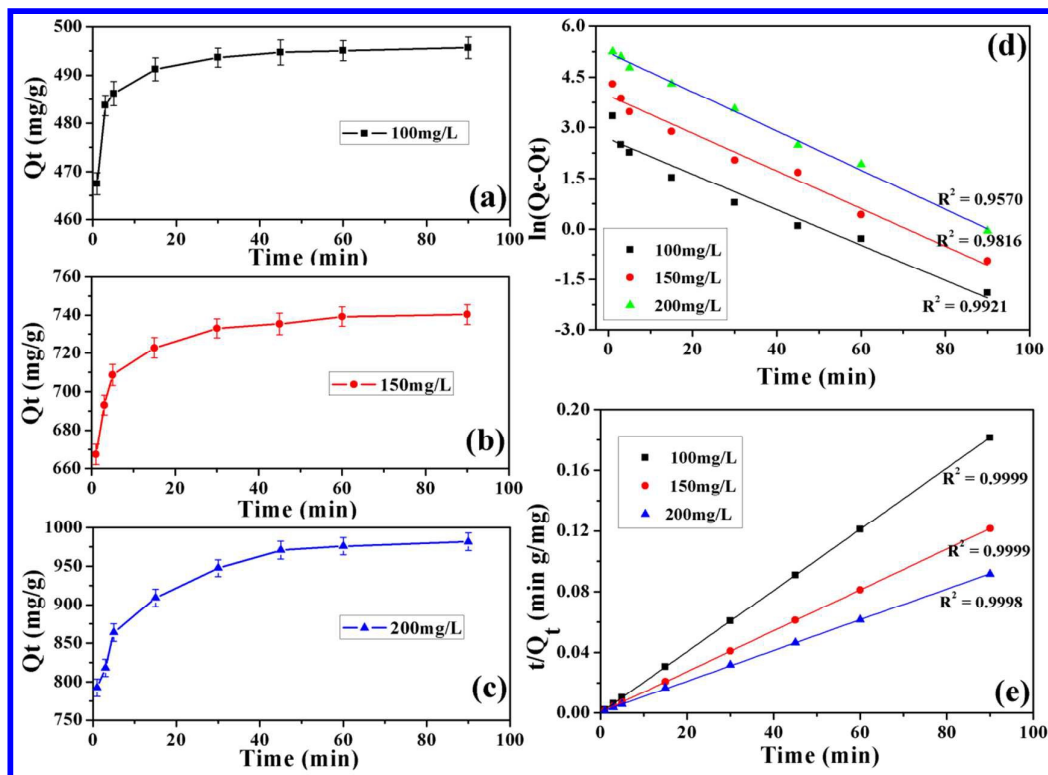 500
490
480
470
460
Qt (mg/g)
100mg/L
(a)
0 20 40 60 80 100
Time (min)
760
740
720
700
680
660
Qt (mg/g)
150mg/L
(b)
0 20 40 60 80 100
Time (min)
1000
950
900
850
800
750
Qt (mg/g)
200mg/L
(c)
0 20 40 60 80 100
Time (min)
(d)
6.0
4.5
3.0
1.5
0.0
-1.5
-3.0
ln(Qe-Qt)
R² = 0.9570
R² = 0.9816
R² = 0.9921
100mg/L
150mg/L
200mg/L
0 20 40 60 80 100
Time (min)
0.20
0.16
0.12
0.08
0.04
0.00
t/Qt (min g/mg)
100mg/L
150mg/L
200mg/L
R² = 0.9999
R² = 0.9999
R² = 0.9998
(e)
0 20 40 60 80 100
Time (min)